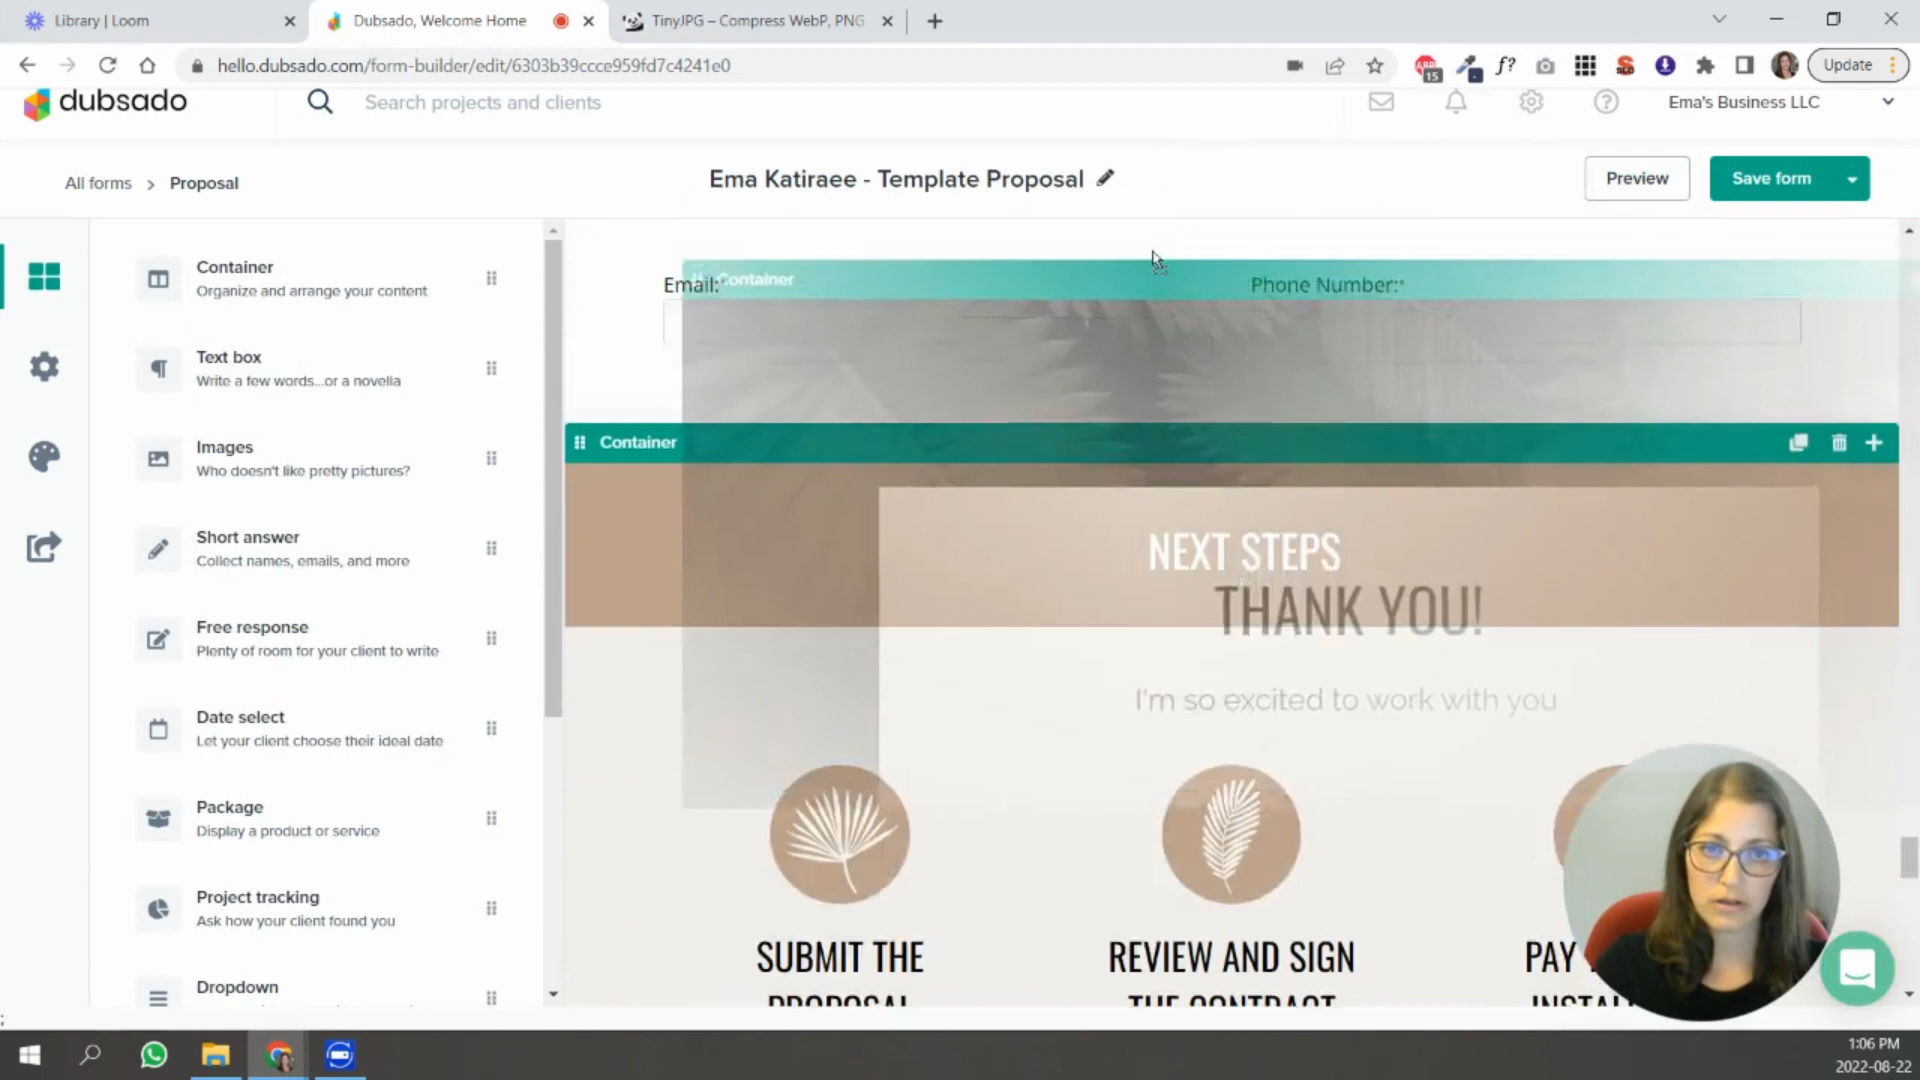 Library | Loom
Dubsado, Welcome Home
TinyJPG – Compress WebP, PNG
hello.dubsado.com/form-builder/edit/6303b39ccce959fd7c4241e0
15
f?
Update
dubsado
Search projects and clients
Ema's Business LLC
All forms > Proposal
Ema Katiraee - Template Proposal
Preview
Save form
Container
Organize and arrange your content
Text box
Write a few words...or a novella
Images
Who doesn't like pretty pictures?
Short answer
Collect names, emails, and more
Free response
Plenty of room for your client to write
Date select
Let your client choose their ideal date
Package
Display a product or service
Project tracking
Ask how your client found you
Dropdown
Email:
Container
Phone Number:*
Container
NEXT STEPS
THANK YOU!
I'm so excited to work with you
SUBMIT THE
PROPOSAL
REVIEW AND SIGN
THE CONTRACT
PAY
INSTAL
1:06 PM
2022-08-22